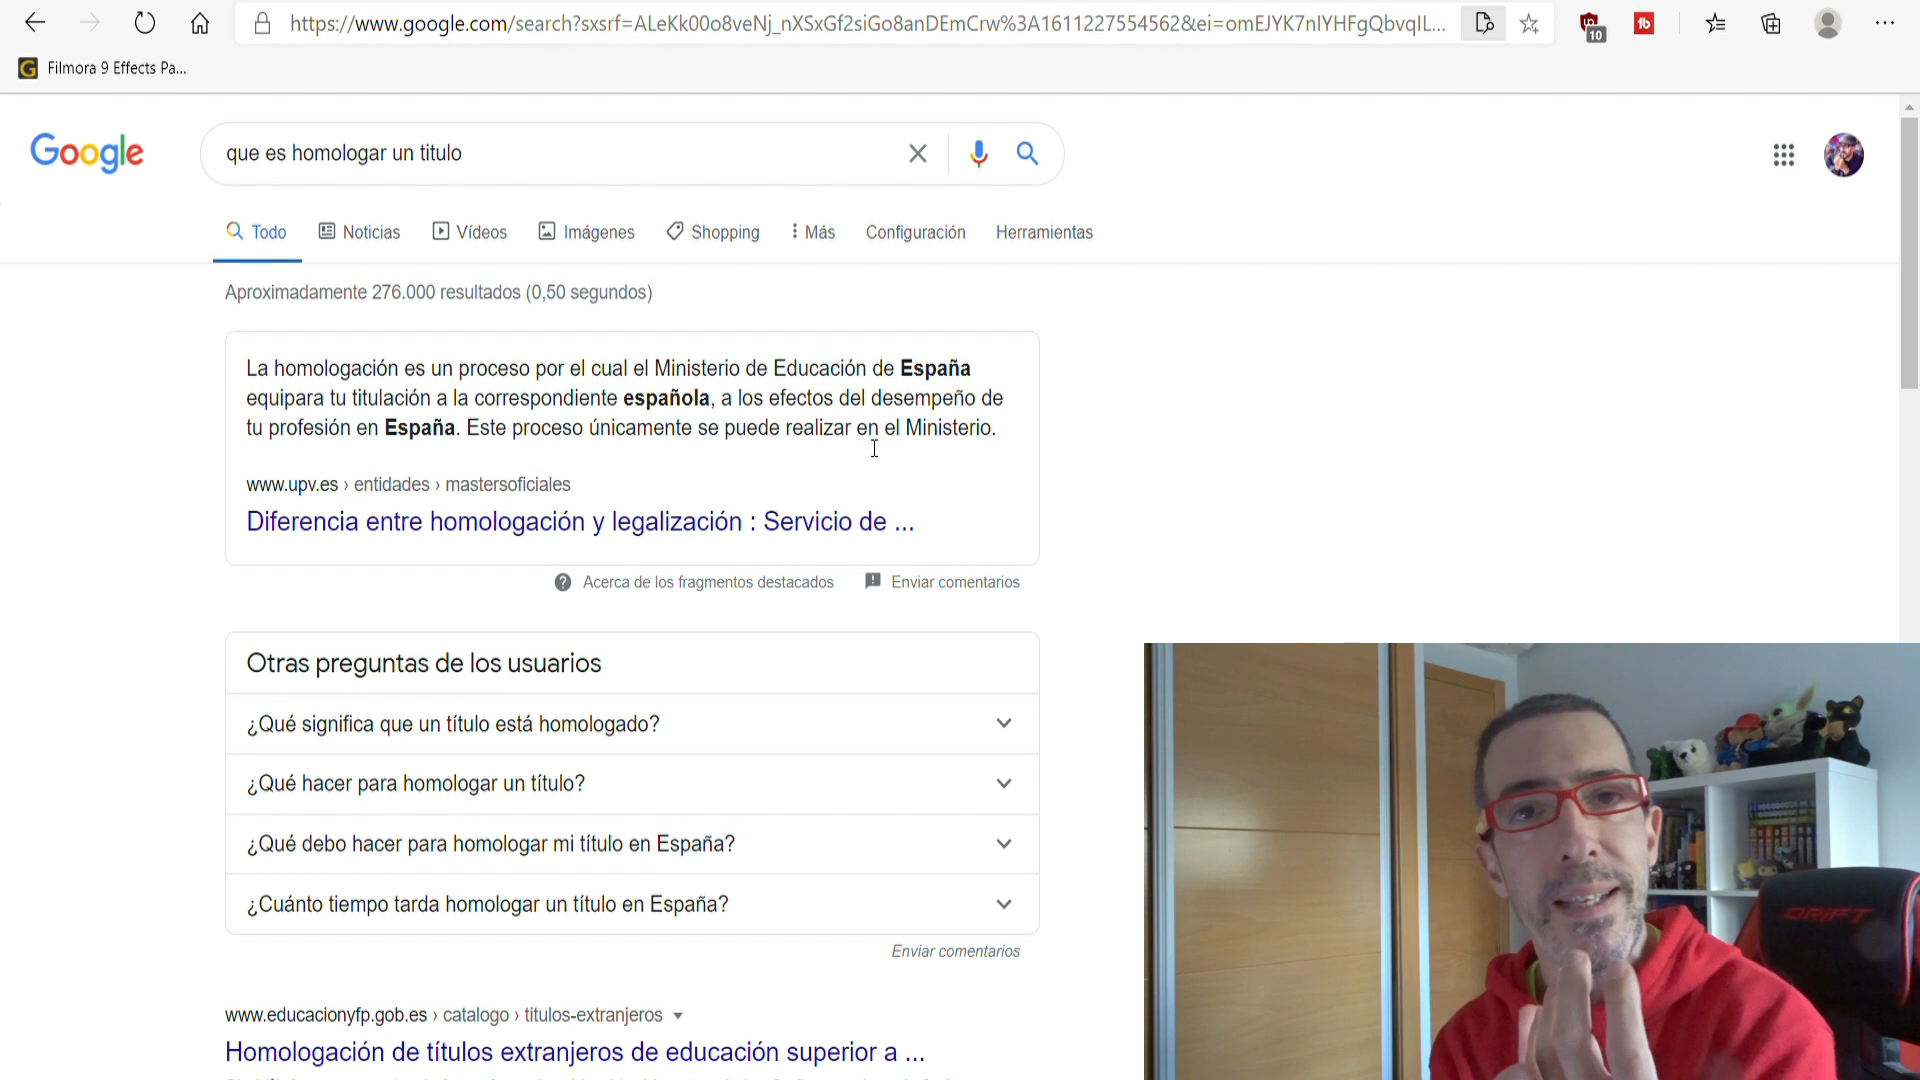 https://www.google.com/search?sxsrf=ALeKk00o8veNj_nXSxGf2siGo8anDEmCrw%3A1611227554562&ei=omEJYK7nIYHFgQbvqIL...
10
Filmora 9 Effects Pa...
Google
que es homologar un titulo
Todo Noticias Vídeos Imágenes Shopping Más Configuración Herramientas
Aproximadamente 276.000 resultados (0,50 segundos)
La homologación es un proceso por el cual el Ministerio de Educación de España
equipara tu titulación a la correspondiente española, a los efectos del desempeño de
tu profesión en España. Este proceso únicamente se puede realizar en el Ministerio.
www.upv.es › entidades › mastersoficiales
Diferencia entre homologación y legalización : Servicio de ...
Acerca de los fragmentos destacados Enviar comentarios
Otras preguntas de los usuarios
¿Qué significa que un título está homologado?
¿Qué hacer para homologar un título?
¿Qué debo hacer para homologar mi título en España?
¿Cuánto tiempo tarda homologar un título en España?
Enviar comentarios
www.educacionyfp.gob.es › catalogo › titulos-extranjeros
Homologación de títulos extranjeros de educación superior a ...
DRIFT